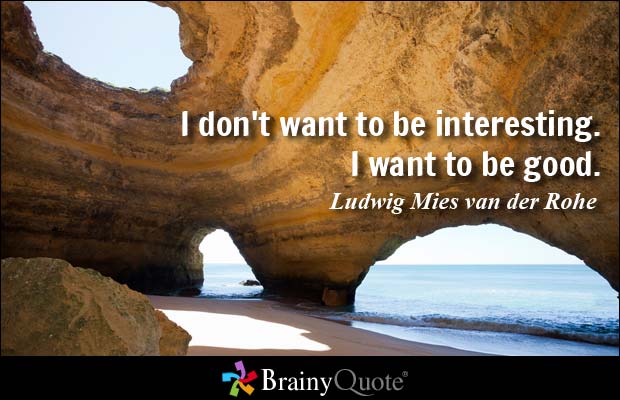 I don't want to be interesting.
I want to be good.
Ludwig Mies van der Rohe
BrainyQuote®